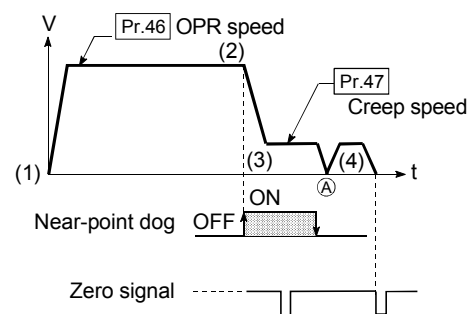 V
Pr.46 OPR speed
(2)
Pr.47
Creep speed
(1)
(3)
(4)
t
A
ON
Near-point dog
OFF
Zero signal